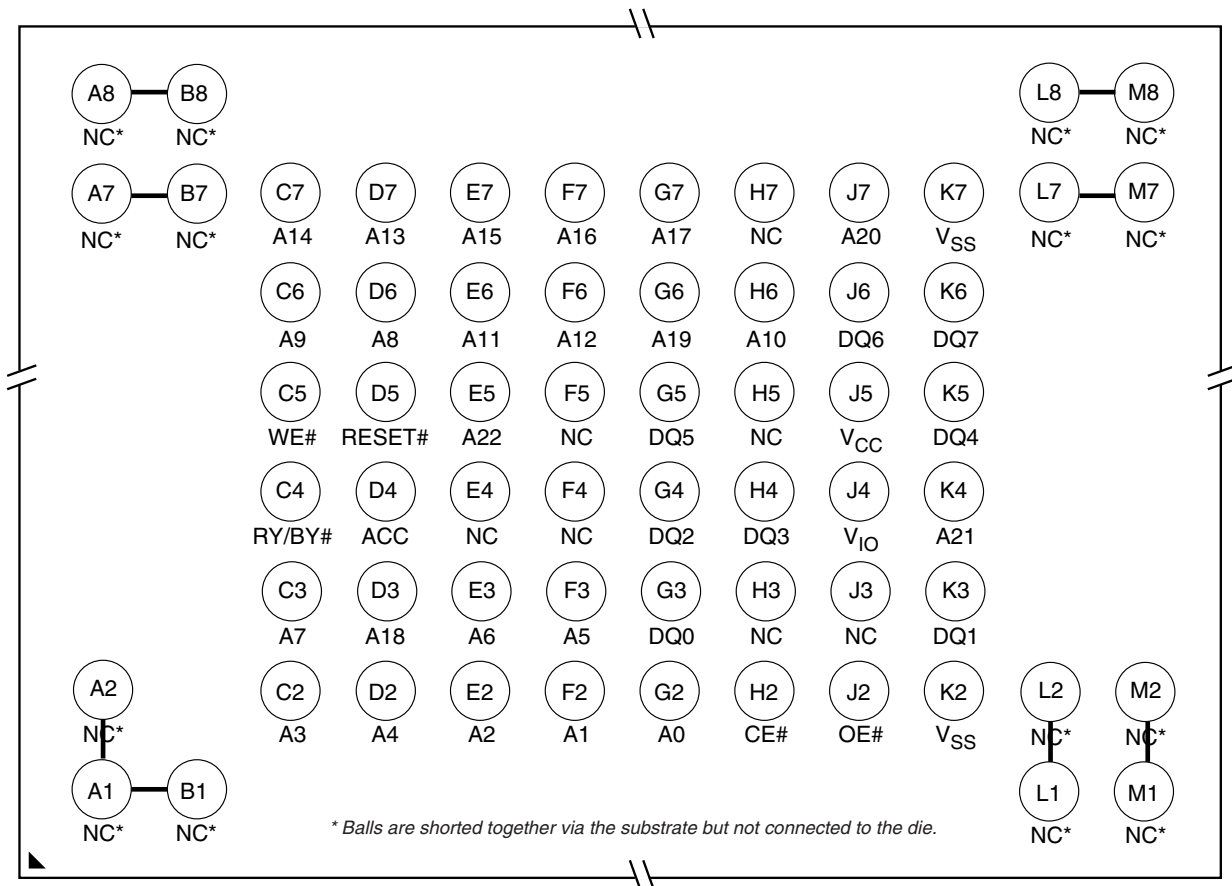 A8 B8 L8 M8
NC* NC* NC* NC*
A7 B7 C7 D7 E7 F7 G7 H7 J7 K7 L7 M7
NC* NC* A14 A13 A15 A16 A17 NC A20 VSS NC* NC*
C6 D6 E6 F6 G6 H6 J6 K6
A9 A8 A11 A12 A19 A10 DQ6 DQ7
C5 D5 E5 F5 G5 H5 J5 K5
WE# RESET# A22 NC DQ5 NC VCC DQ4
C4 D4 E4 F4 G4 H4 J4 K4
RY/BY# ACC NC NC DQ2 DQ3 VIO A21
C3 D3 E3 F3 G3 H3 J3 K3
A7 A18 A6 A5 DQ0 NC NC DQ1
A2 C2 D2 E2 F2 G2 H2 J2 K2 L2 M2
NC* A3 A4 A2 A1 A0 CE# OE# VSS NC* NC*
A1 B1 L1 M1
NC* NC* NC* NC*
* Balls are shorted together via the substrate but not connected to the die.